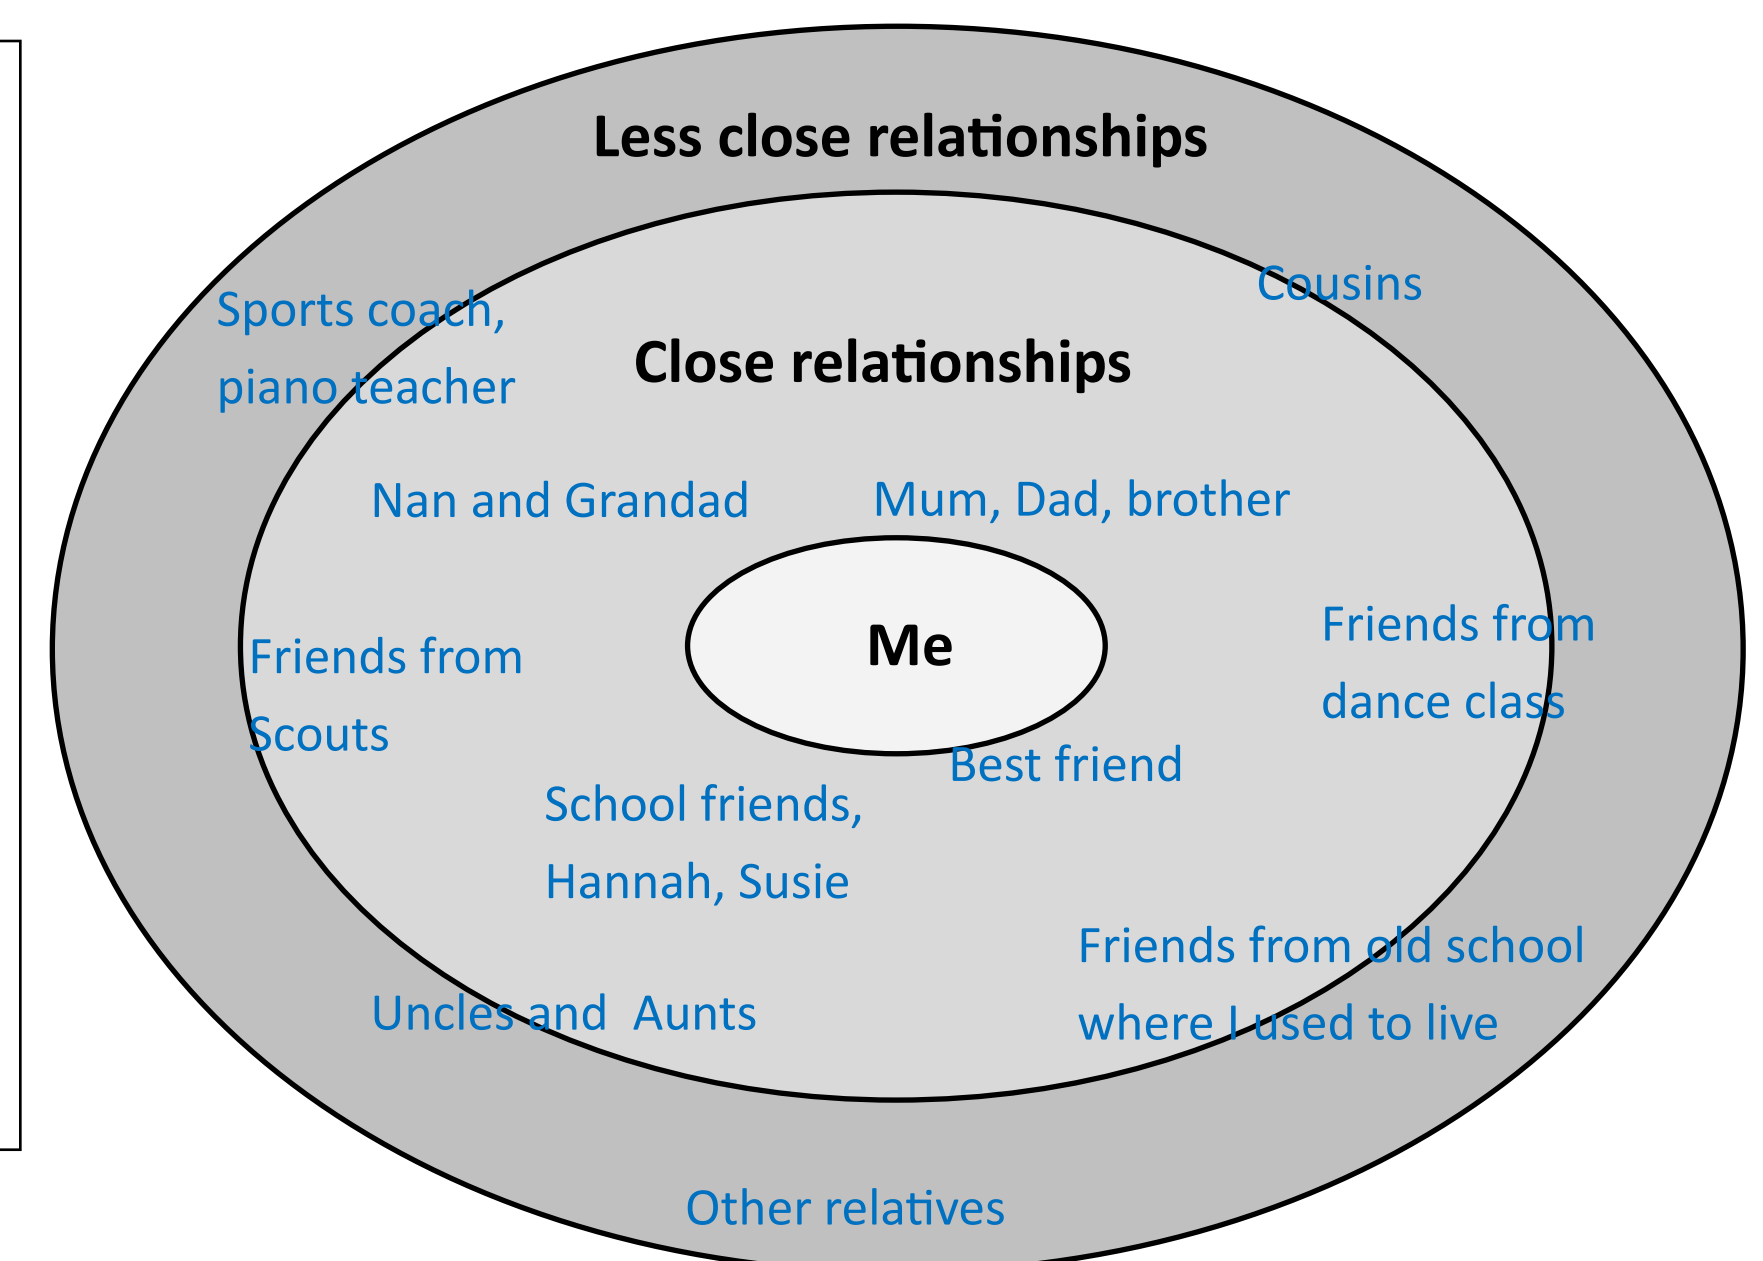 Less close relationships
Cousins
Sports coach,
piano teacher
Close relationships
Nan and Grandad
Mum, Dad, brother
Me
Friends from
dance class
Friends from
Scouts
Best friend
School friends,
Hannah, Susie
Friends from old school
where I used to live
Uncles and  Aunts
Other relatives